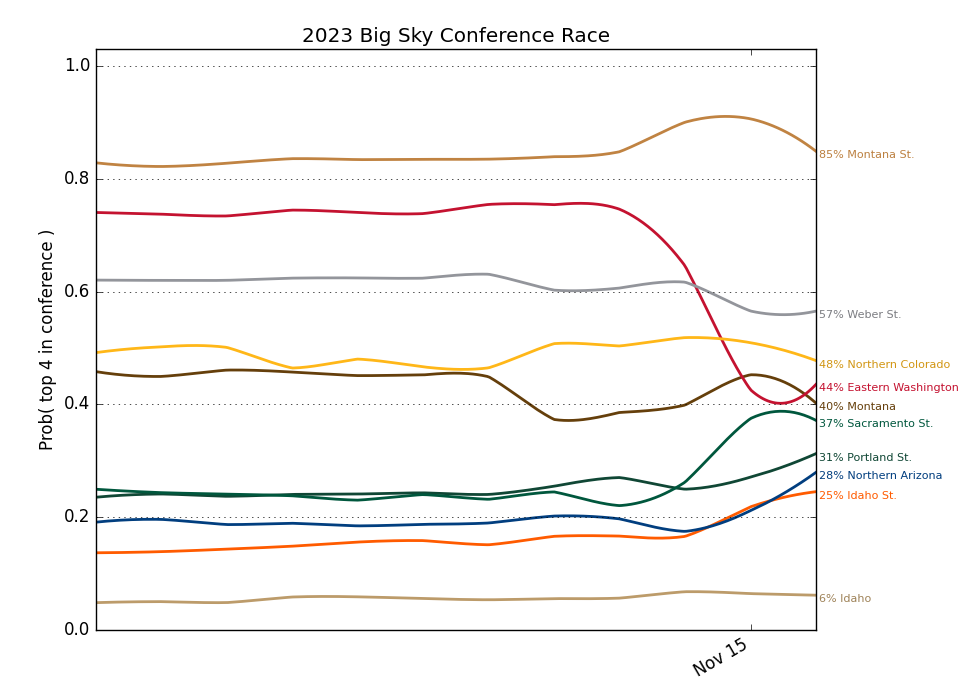 2023 Big Sky Conference Race
Prob( top 4 in conference )
1.0
0.8
0.6
0.4
0.2
0.0
85% Montana St.
57% Weber St.
48% Northern Colorado
44% Eastern Washington
40% Montana
37% Sacramento St.
31% Portland St.
28% Northern Arizona
25% Idaho St.
6% Idaho
Nov 15